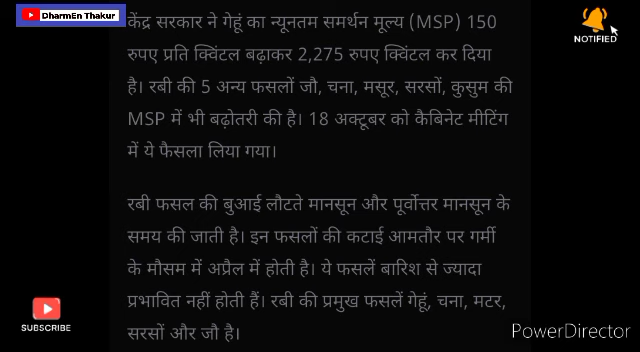 DharmEn Thakur
केंद्र सरकार ने गेहूं का न्यूनतम समर्थन मूल्य (MSP) 150
रुपए प्रति क्विंटल बढ़ाकर 2,275 रुपए क्विंटल कर दिया
है। रबी की 5 अन्य फसलों जौ, चना, मसूर, सरसों, कुसुम की
MSP में भी बढ़ोतरी की है। 18 अक्टूबर को कैबिनेट मीटिंग
में ये फैसला लिया गया।
रबी फसल की बुआई लौटते मानसून और पूर्वोत्तर मानसून के
समय की जाती है। इन फसलों की कटाई आमतौर पर गर्मी
के मौसम में अप्रैल में होती है। ये फसलें बारिश से ज्यादा
प्रभावित नहीं होती हैं। रबी की प्रमुख फसलें गेहूं, चना, मटर,
सरसों और जौ है।
NOTIFIED
SUBSCRIBE
PowerDirector